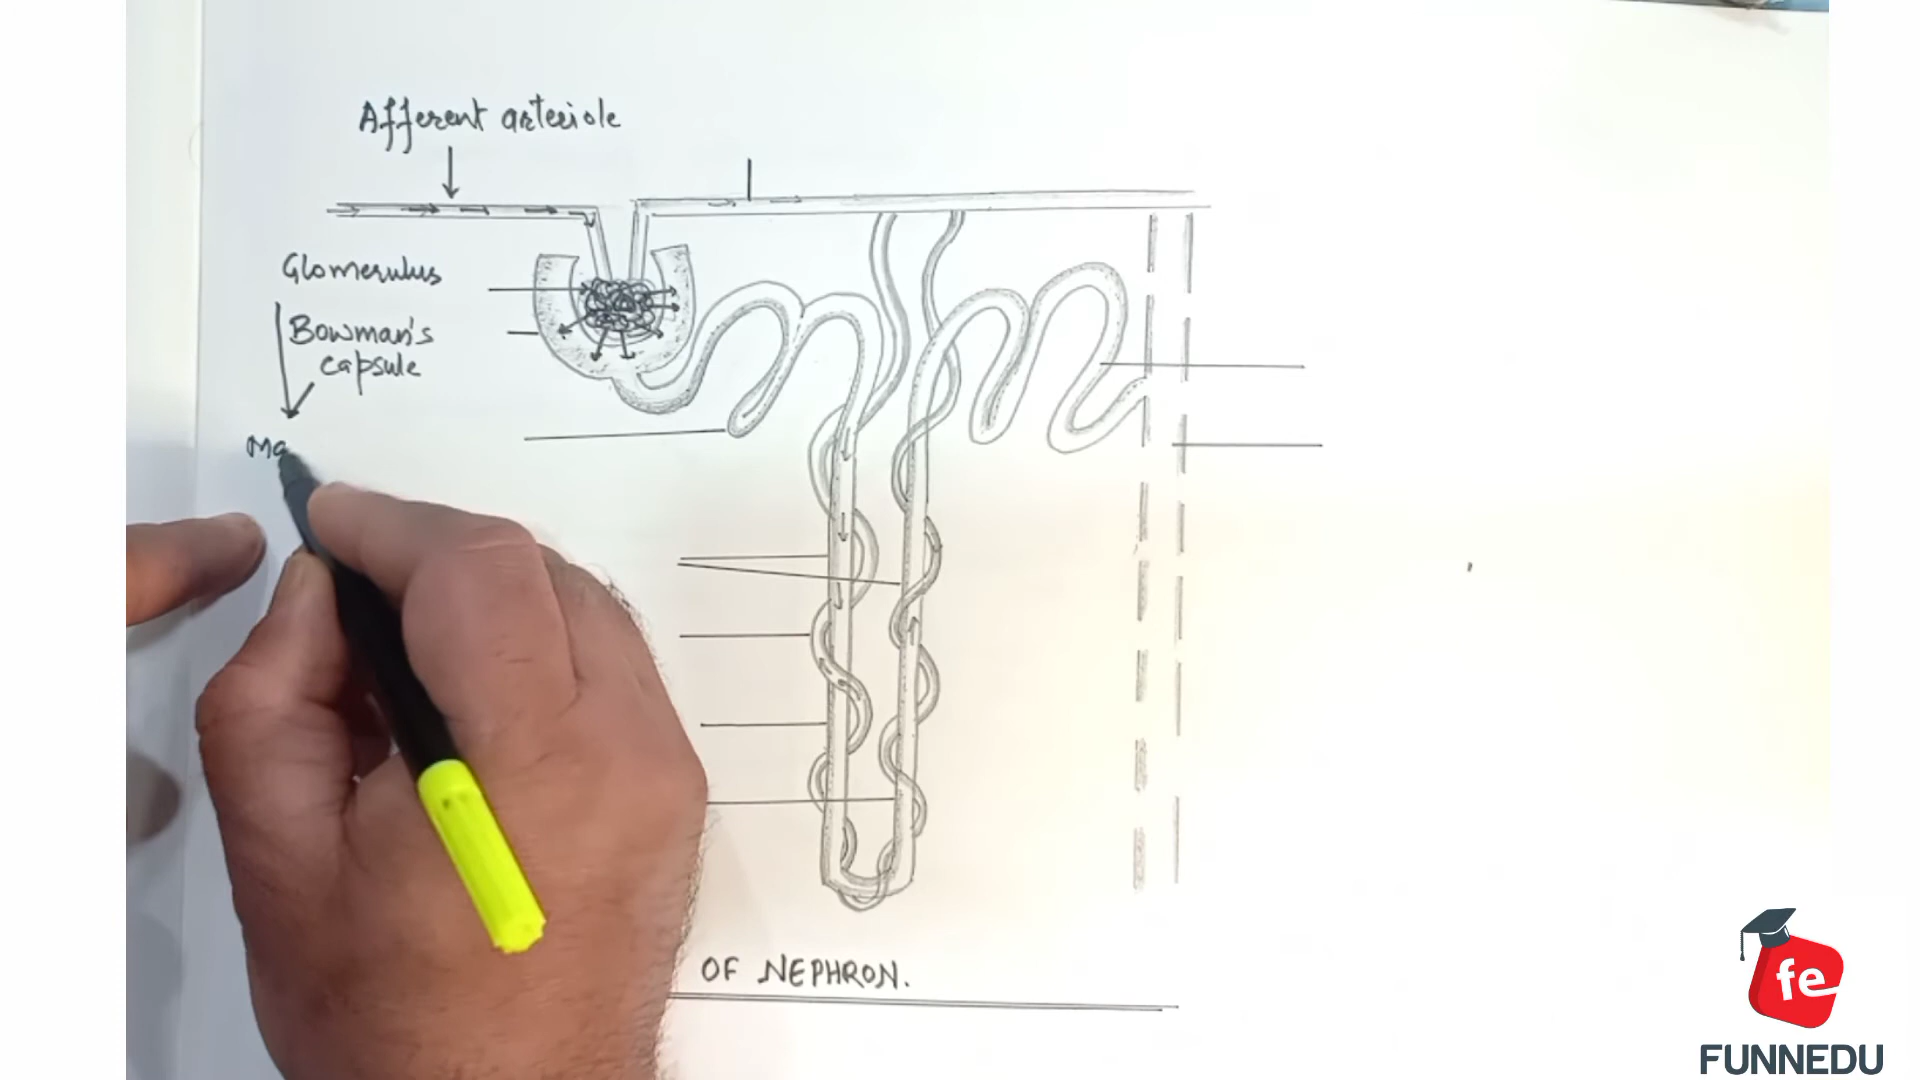 Afferent arteriole
Glomerulus
Bowman's
capsule
Ma
OF NEPHRON.
fe
FUNNEDU